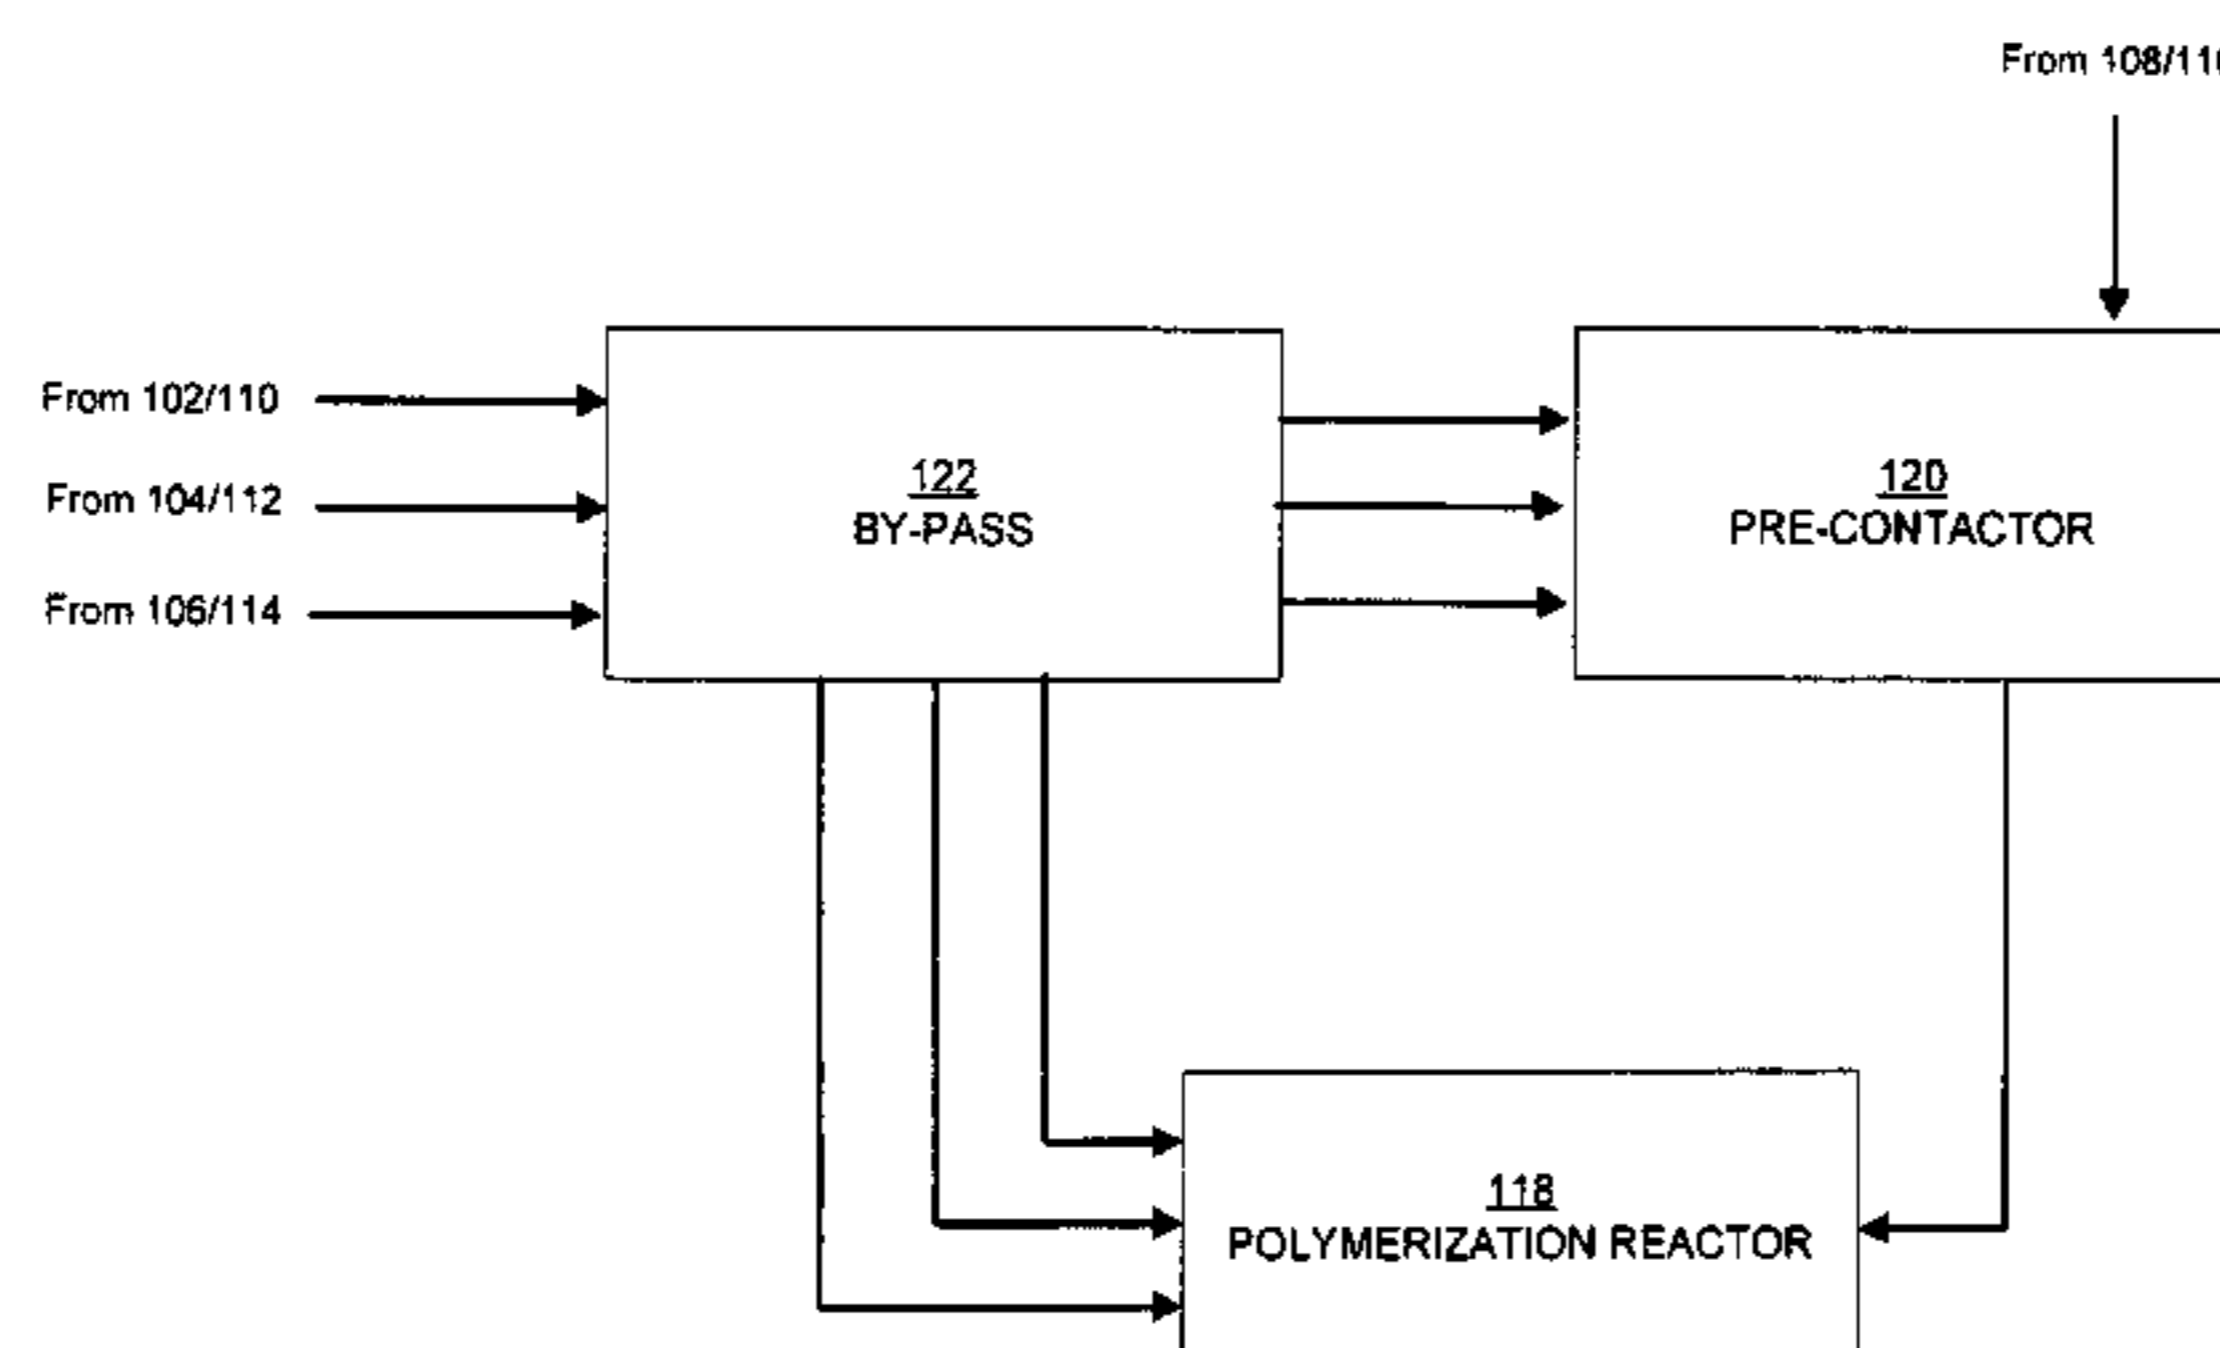 From 108/11
From 102/110
From 104/112
From 106/114
122
BY-PASS
120
PRE-CONTACTOR
118
POLYMERIZATION REACTOR